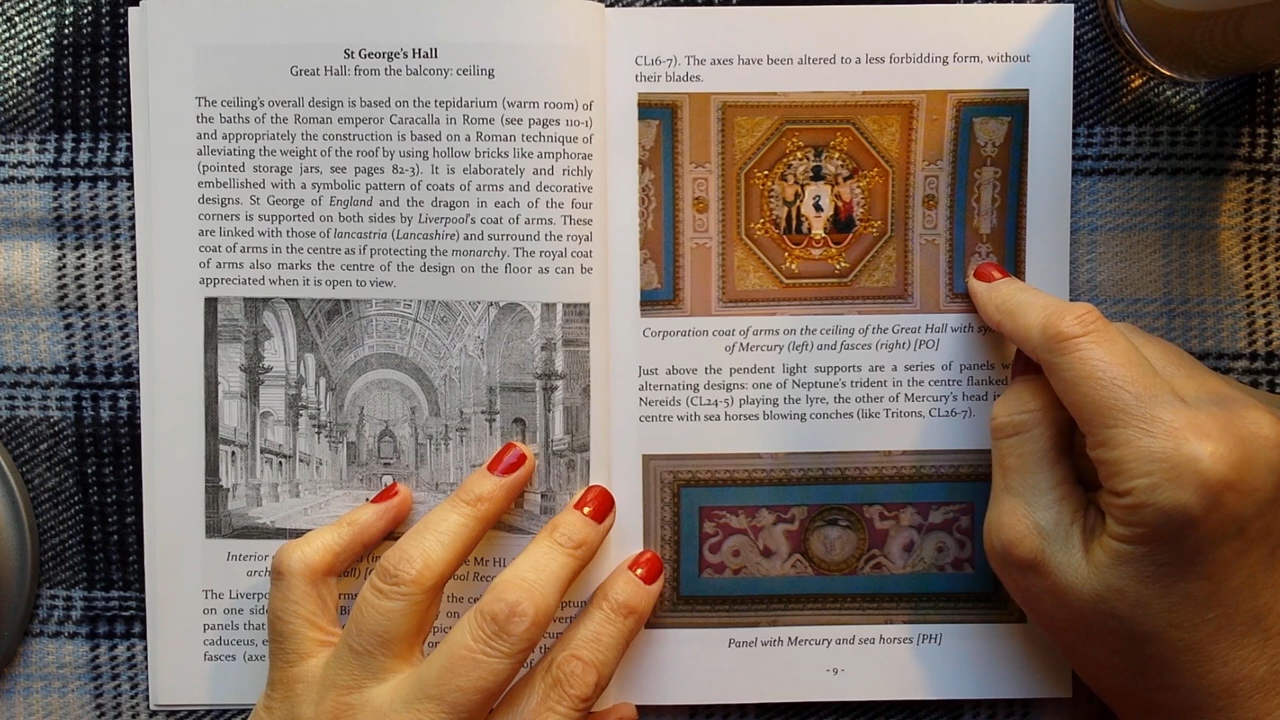 St George's Hall
Great Hall: from the balcony: ceiling
The ceiling's overall design is based on the tepidarium (warm room) of
the baths of the Roman emperor Caracalla in Rome (see pages 110-1)
and appropriately the construction is based on a Roman technique of
alleviating the weight of the roof by using hollow bricks like amphorae
(pointed storage jars, see pages 82-3). It is elaborately and richly
embellished with a symbolic pattern of coats of arms and decorative
designs. St George of England and the dragon in each of the four
corners is supported on both sides by Liverpool's coat of arms. These
are linked with those of lancastria (Lancashire) and surround the royal
coat of arms in the centre as if protecting the monarchy. The royal coat
of arms also marks the centre of the design on the floor as can be
appreciated when it is open to view.
Interior
The
on one
panels that
caduceus,
fasces (axe
CL16-7). The axes have been altered to a less forbidding form, without
their blades.
Corporation coat of arms on the ceiling of the Great Hall with
of Mercury (left) and fasces (right) [PO]
Just above the pendent light supports are a series of panels
alternating designs: one of Neptune's trident in the centre flanked
Nereids (CL24-5) playing the lyre, the other of Mercury's head
centre with sea horses blowing conches (like Tritons, CL26-7).
Panel with Mercury and sea horses [PH]
- 9 -